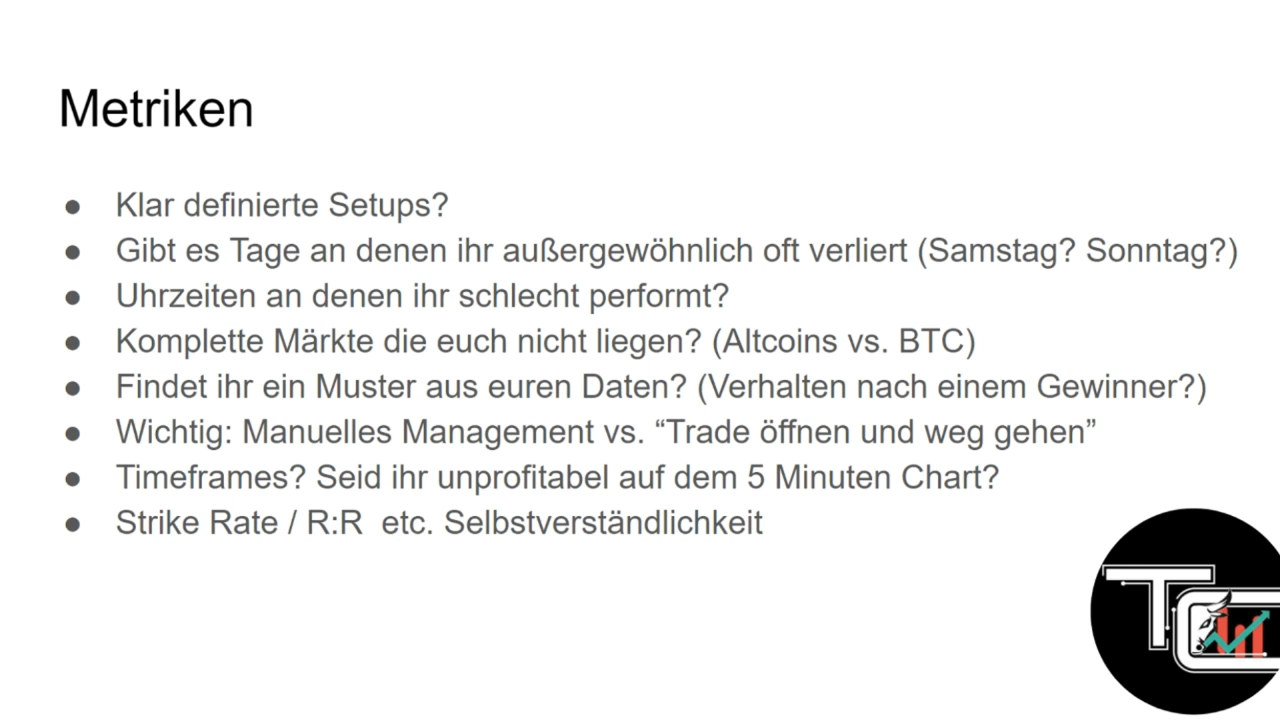 Metriken
● Klar definierte Setups?
● Gibt es Tage an denen ihr außergewöhnlich oft verliert (Samstag? Sonntag?)
● Uhrzeiten an denen ihr schlecht performt?
● Komplette Märkte die euch nicht liegen? (Altcoins vs. BTC)
● Findet ihr ein Muster aus euren Daten? (Verhalten nach einem Gewinner?)
● Wichtig: Manuelles Management vs. “Trade öffnen und weg gehen”
● Timeframes? Seid ihr unprofitabel auf dem 5 Minuten Chart?
● Strike Rate / R:R  etc. Selbstverständlichkeit
TC